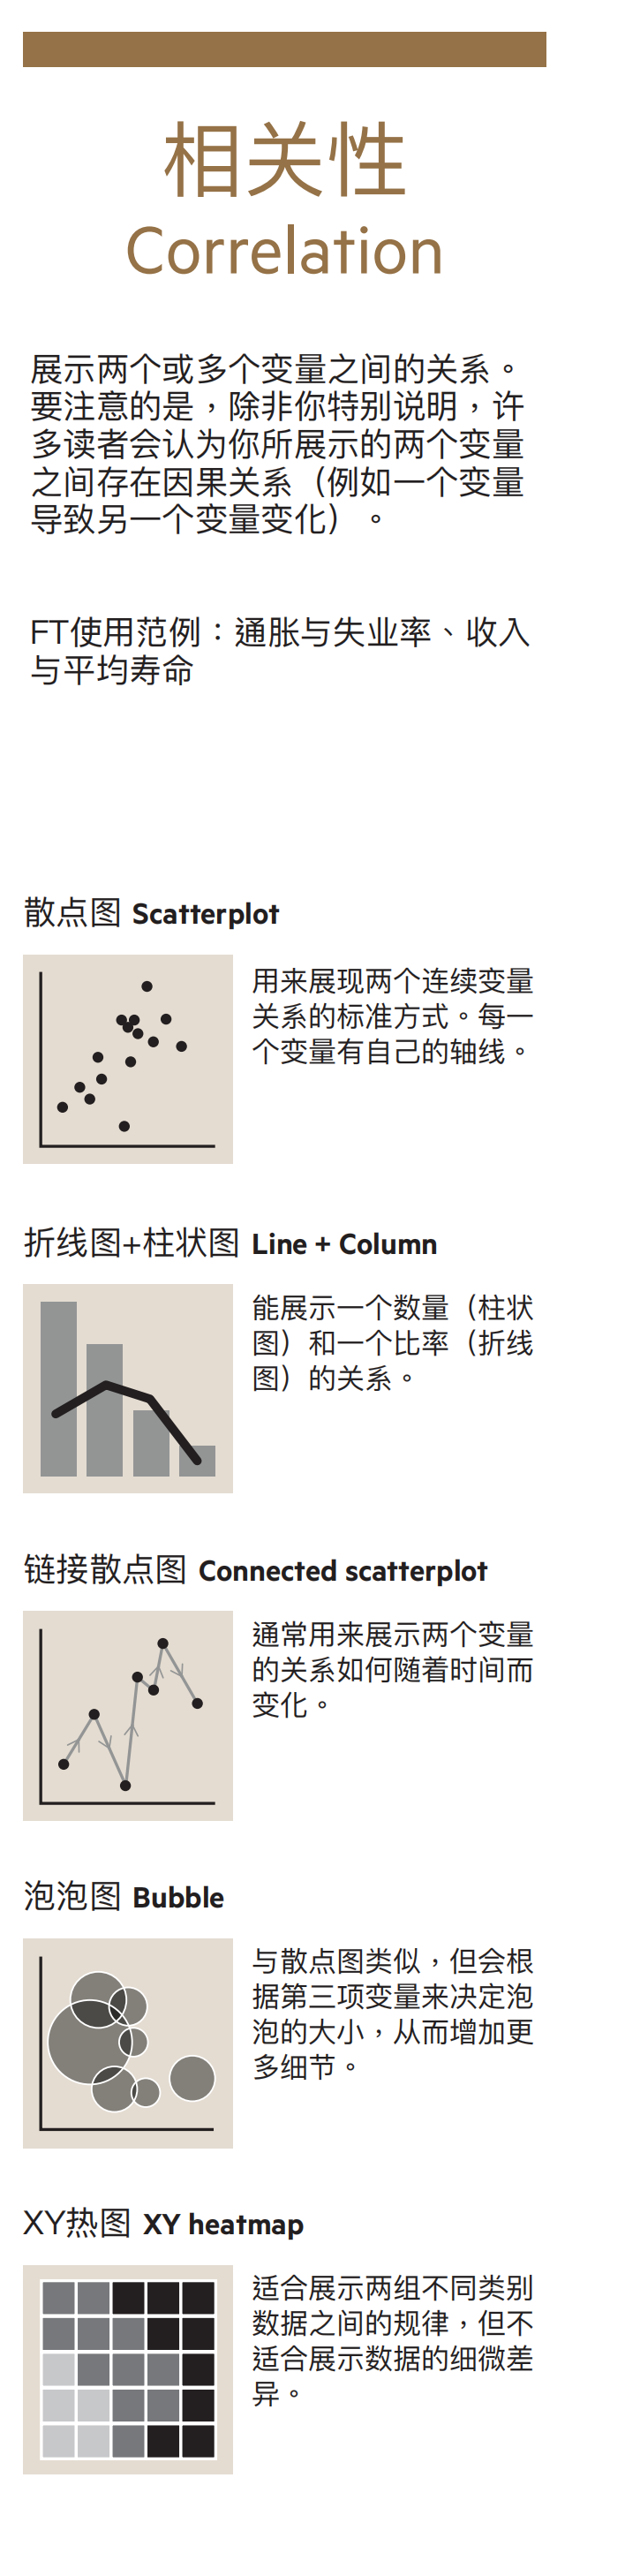 相关性
Correlation
展示两个或多个变量之间的关系。
要注意的是，除非你特别说明，许
多读者会认为你所展示的两个变量
之间存在因果关系（例如一个变量
导致另一个变量变化）。
FT使用范例：通胀与失业率、收入
与平均寿命
散点图 Scatterplot
用来展现两个连续变量
关系的标准方式。每一
个变量有自己的轴线。
折线图+柱状图 Line + Column
能展示一个数量（柱状
图）和一个比率（折线
图）的关系。
链接散点图 Connected scatterplot
通常用来展示两个变量
的关系如何随着时间而
变化。
泡泡图 Bubble
与散点图类似，但会根
据第三项变量来决定泡
泡的大小，从而增加更
多细节。
XY热图 XY heatmap
适合展示两组不同类别
数据之间的规律，但不
适合展示数据的细微差
异。